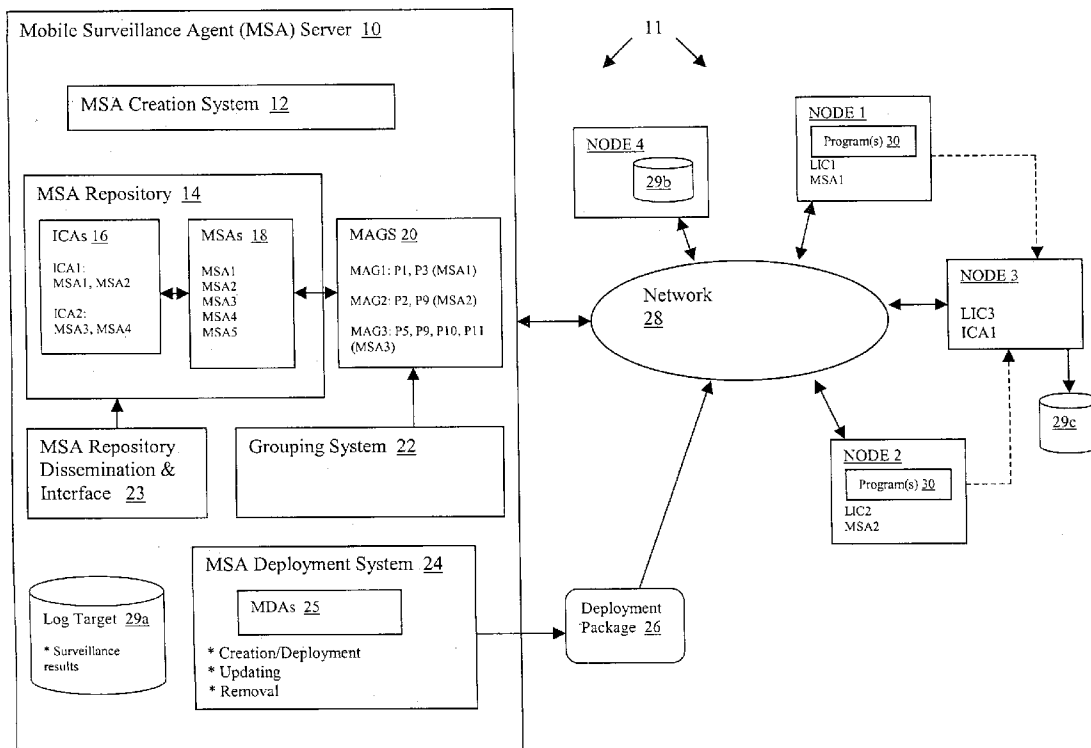 Mobile Surveillance Agent (MSA) Server 10
MSA Creation System 12
MSA Repository 14
ICAs 16
ICA1:
MSA1, MSA2
ICA2:
MSA3, MSA4
MSAs 18
MSA1
MSA2
MSA3
MSA4
MSA5
MAGS 20
MAG1: P1, P3 (MSA1)
MAG2: P2, P9 (MSA2)
MAG3: P5, P9, P10, P11
(MSA3)
MSA Repository
Dissemination &
Interface 23
Grouping System 22
MSA Deployment System 24
MDAs 25
* Creation/Deployment
* Updating
* Removal
Log Target 29a
* Surveillance
results
Deployment
Package 26
11
NODE 4
29b
NODE 1
Program(s) 30
LIC1
MSA1
Network
28
NODE 3
LIC3
ICA1
29c
NODE 2
Program(s) 30
LIC2
MSA2